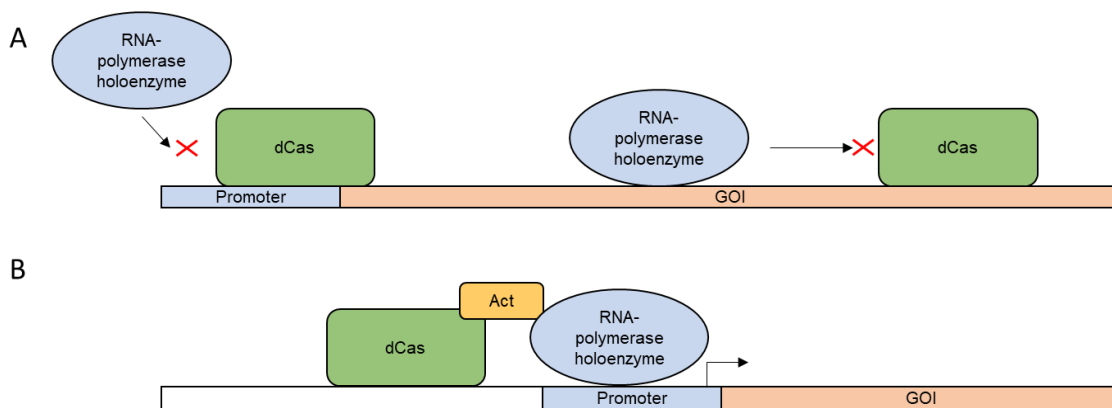 A
RNA-
polymerase
holoenzyme
dCas
RNA-
polymerase
holoenzyme
dCas
Promoter
GOI
B
Act
dCas
RNA-
polymerase
holoenzyme
Promoter
GOI